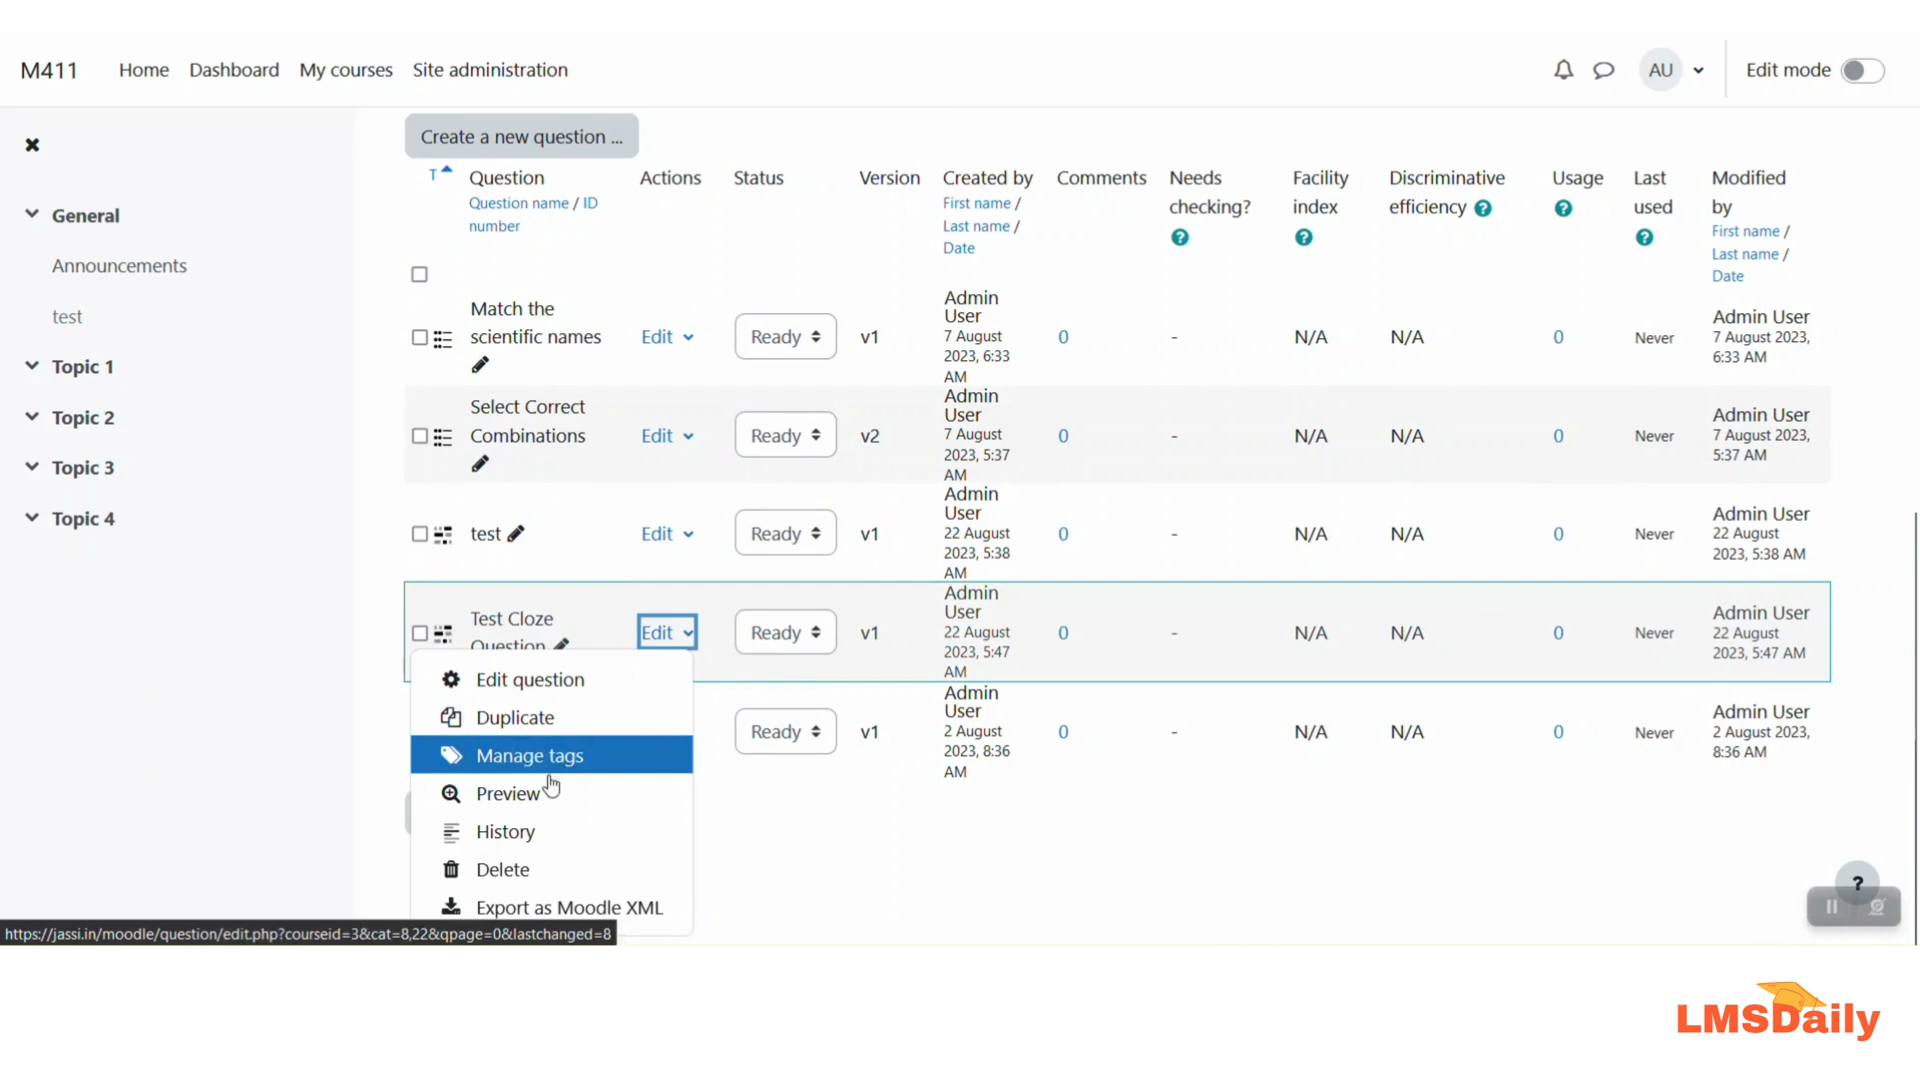 M411 Home Dashboard My courses Site administration AU Edit mode
Create a new question ...
T Question Actions Status Version Created by Comments Needs checking? Facility index Discriminative efficiency Usage Last used Modified by
Question name / ID number
First name / Last name / Date
First name / Last name / Date
General
Announcements
test
Topic 1
Topic 2
Topic 3
Topic 4
Match the scientific names Edit Ready v1 Admin User 7 August 2023, 6:33 AM 0 - N/A N/A 0 Never Admin User 7 August 2023, 6:33 AM
Select Correct Combinations Edit Ready v2 Admin User 7 August 2023, 5:37 AM 0 - N/A N/A 0 Never Admin User 7 August 2023, 5:37 AM
test Edit Ready v1 Admin User 22 August 2023, 5:38 AM 0 - N/A N/A 0 Never Admin User 22 August 2023, 5:38 AM
Test Cloze Question Edit Ready v1 Admin User 22 August 2023, 5:47 AM 0 - N/A N/A 0 Never Admin User 22 August 2023, 5:47 AM
Ready v1 Admin User 2 August 2023, 8:36 AM 0 - N/A N/A 0 Never Admin User 2 August 2023, 8:36 AM
Edit question
Duplicate
Manage tags
Preview
History
Delete
Export as Moodle XML
?
https://jassi.in/moodle/question/edit.php?courseid=3&cat=8,22&qpage=0&lastchanged=8
LMSDaily